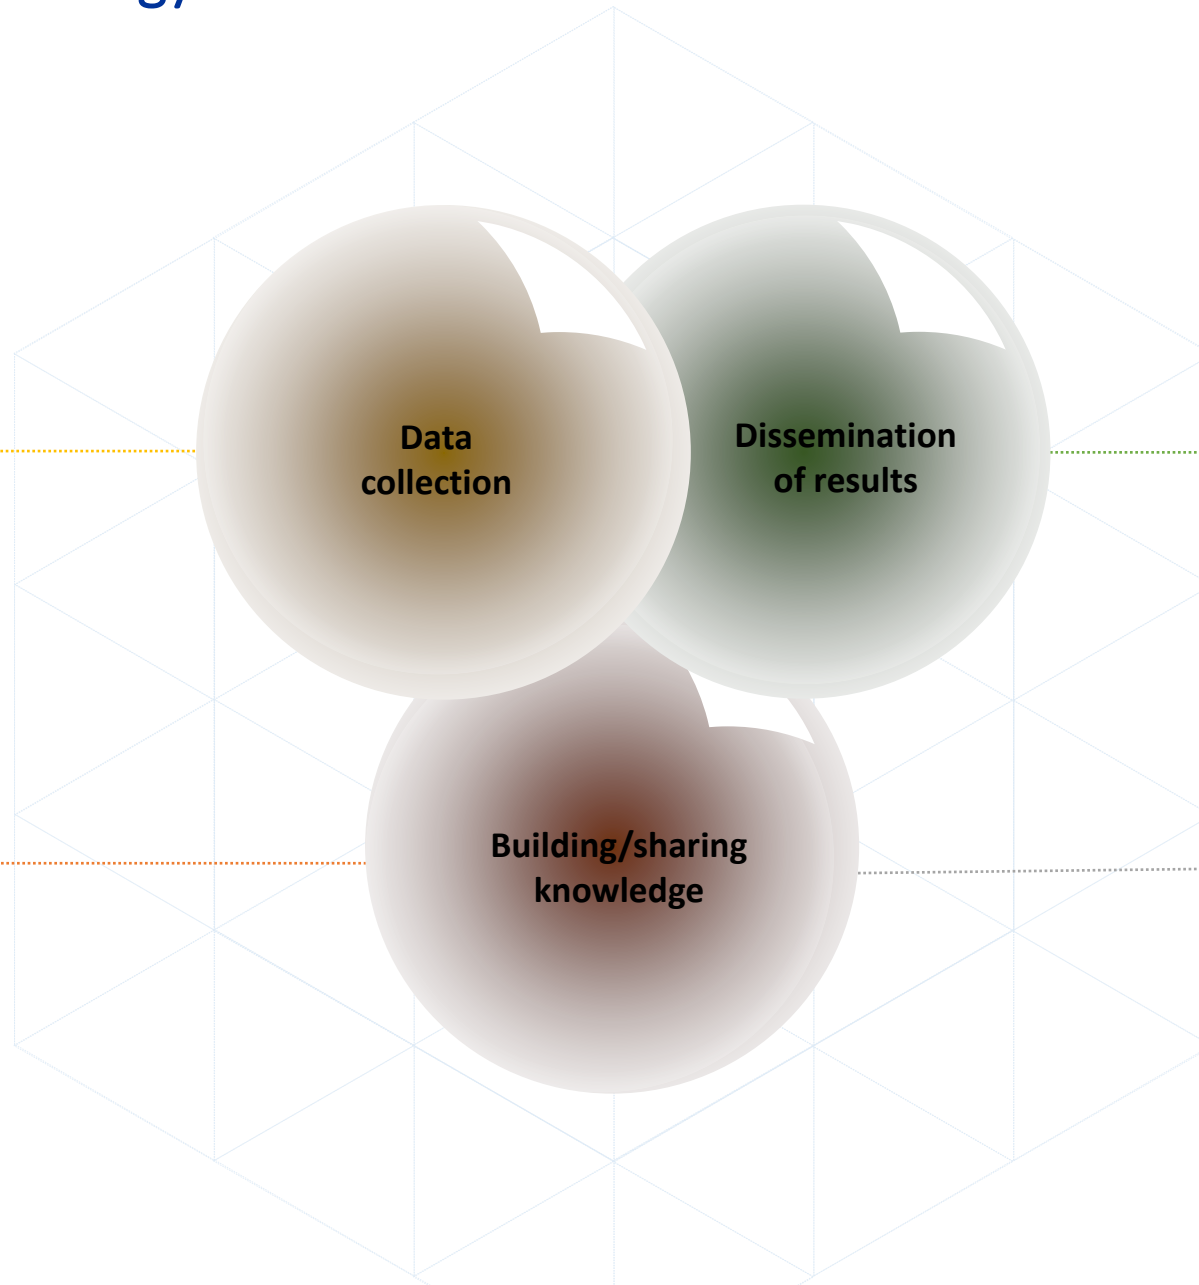 Data
collection
Dissemination
of results
Building/sharing
knowledge